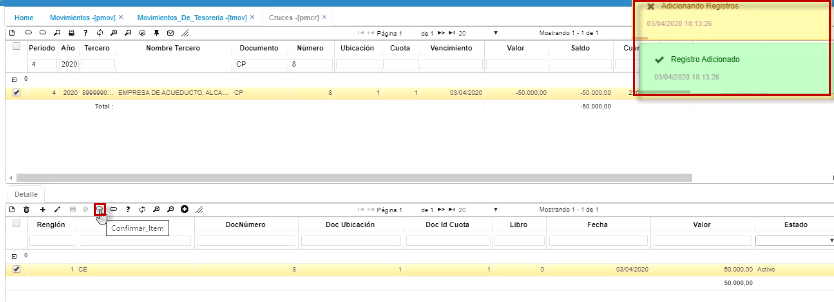 Home Movimientos -[pmov] X Movimientos_De_Tesoreria -[tmov] X Cruces -[pmcr] X
Adicionando Registros
03/04/2020 18:13:26
Registro Adicionado
03/04/2020 18:13:26
Página 1 de 1 20 Mostrando 1 - 1 de 1
Periodo Año Tercero Nombre Tercero Documento Número Ubicación Cuota Vencimiento Valor Saldo
4 2020 CP 8
0
4 2020 8999990... EMPRESA DE ACUEDUCTO, ALCA... CP 8 1 1 03/04/2020 -50.000,00 -50.000,00
Total : -50.000,00
Detalle
Página 1 de 1 20 Mostrando 1 - 1 de 1
Confirmar_Item
Renglón DocNúmero Doc Ubicación Doc Id Cuota Libro Fecha Valor Estado
0
1 CE 8 1 1 0 03/04/2020 50.000,00 Activo
50.000,00